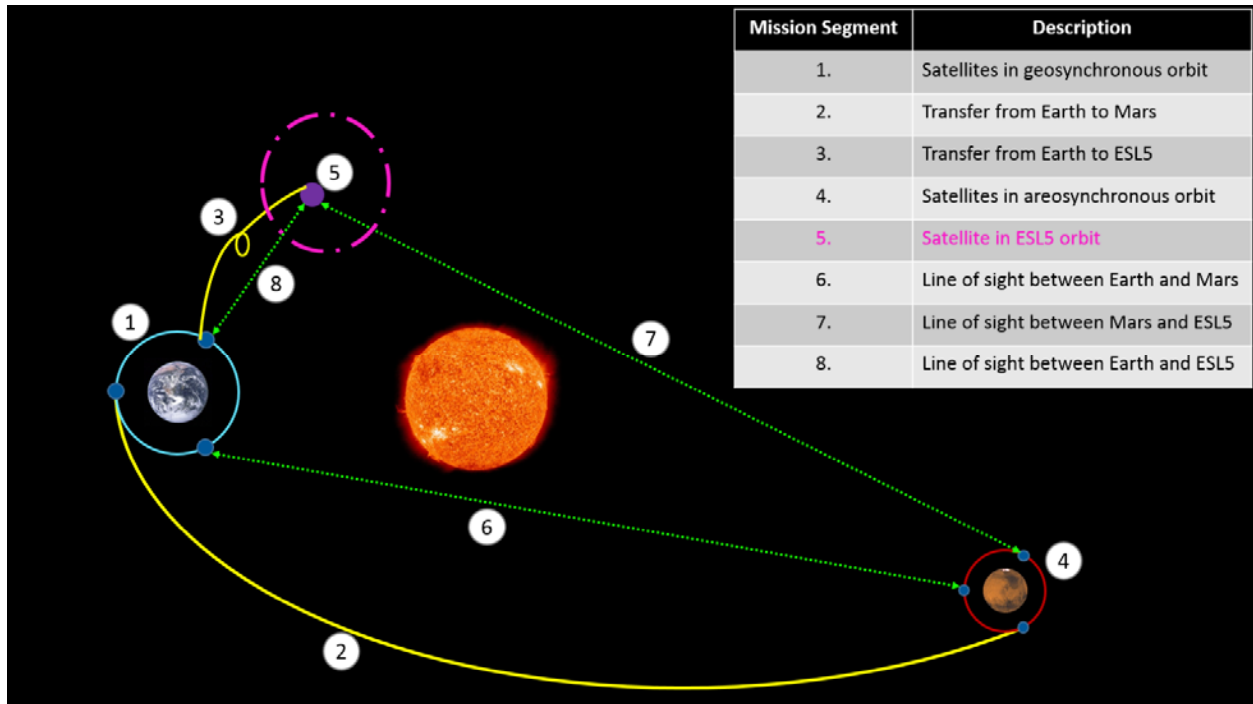 Mission Segment Description
1. Satellites in geosynchronous orbit
2. Transfer from Earth to Mars
3. Transfer from Earth to ESL5
4. Satellites in areosynchronous orbit
5. Satellite in ESL5 orbit
6. Line of sight between Earth and Mars
7. Line of sight between Mars and ESL5
8. Line of sight between Earth and ESL5
5
3
8
1
7
6
4
2